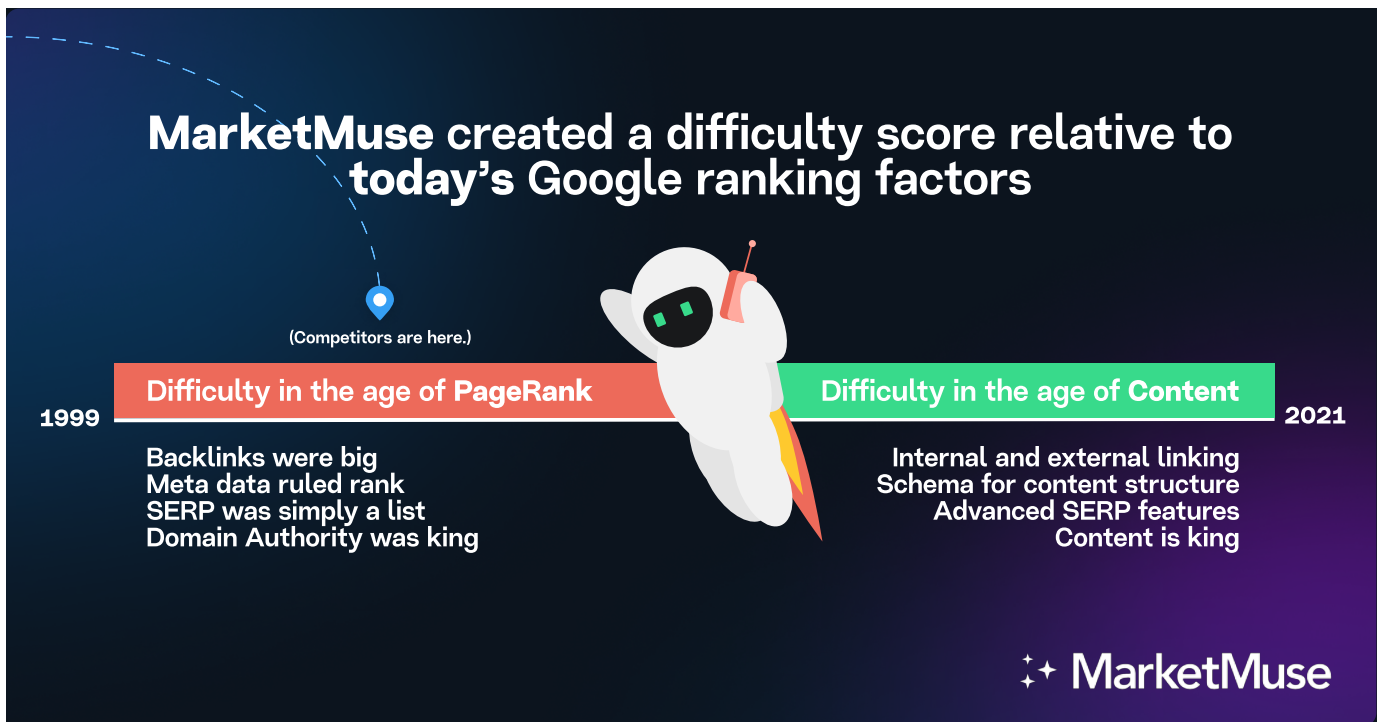 MarketMuse created a difficulty score relative to
today’s Google ranking factors
(Competitors are here.)
Difficulty in the age of PageRank
Difficulty in the age of Content
1999
2021
Backlinks were big
Meta data ruled rank
SERP was simply a list
Domain Authority was king
Internal and external linking
Schema for content structure
Advanced SERP features
Content is king
MarketMuse